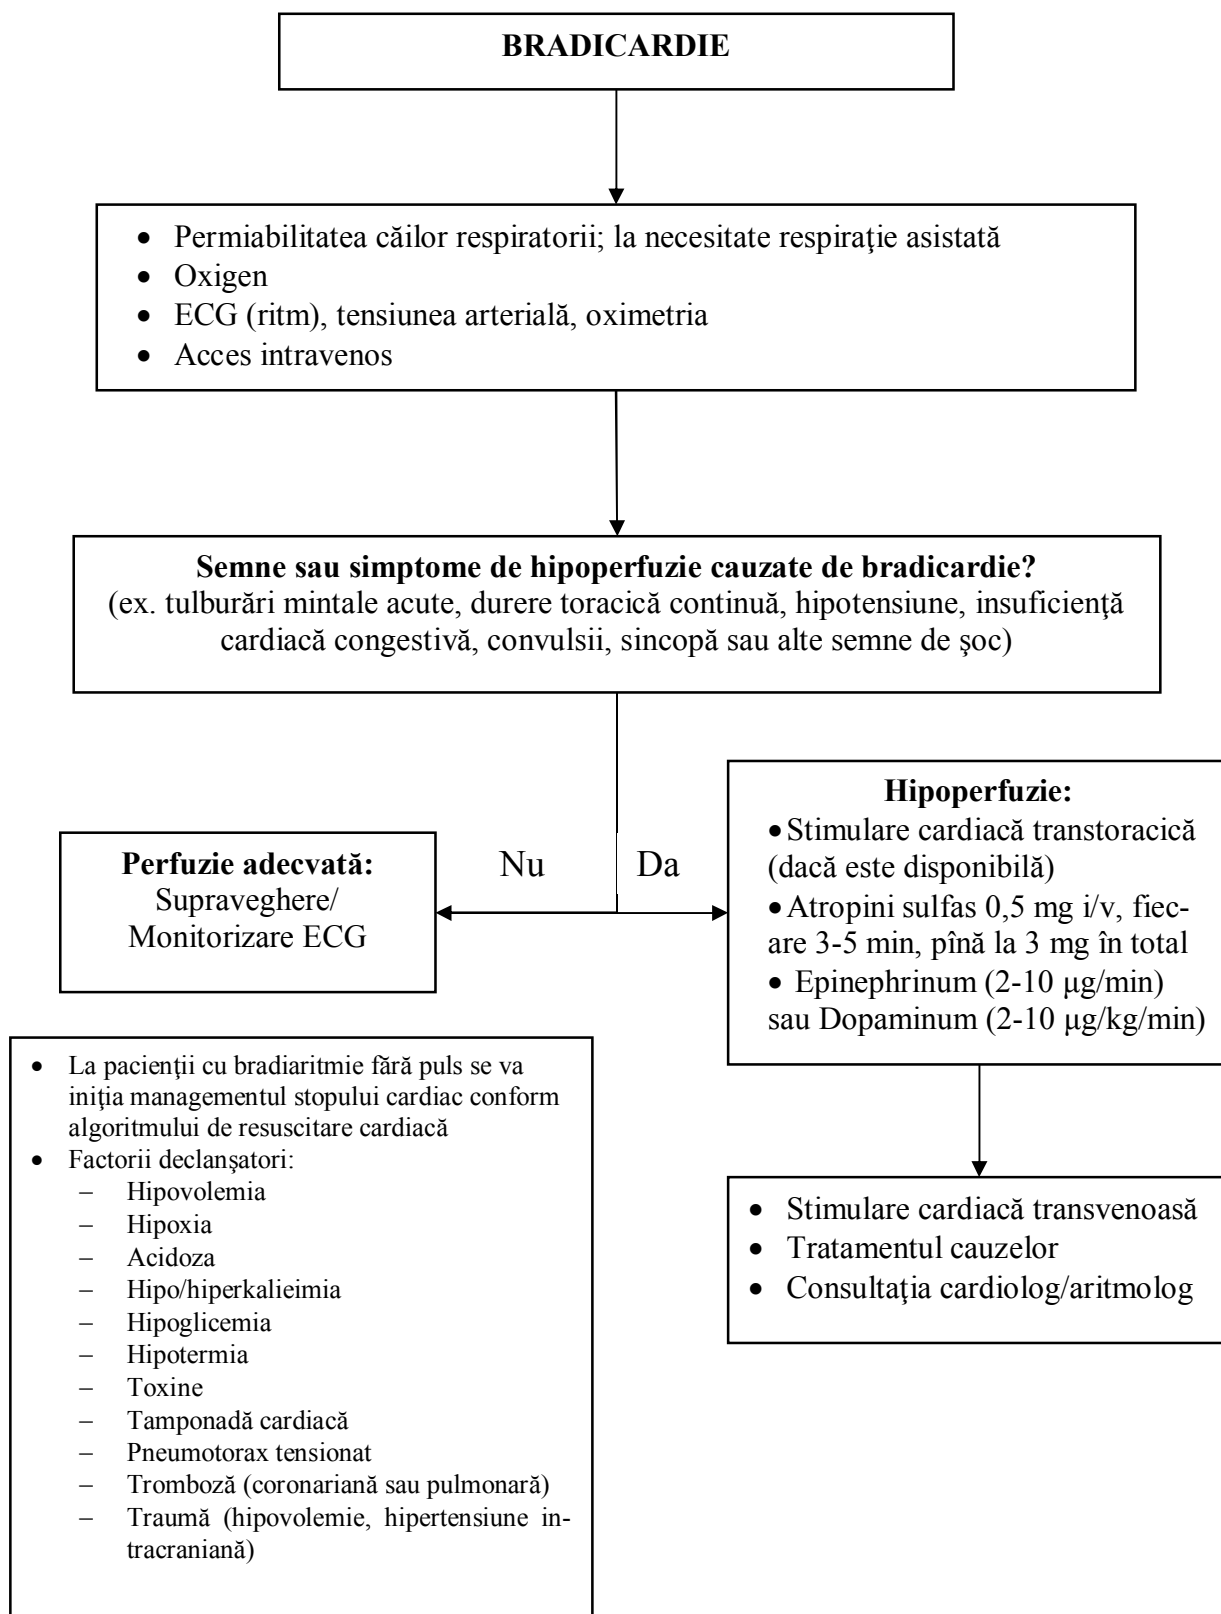 BRADICARDIE
• Permiabilitatea căilor respiratorii; la necesitate respiraţie asistată
• Oxigen
• ECG (ritm), tensiunea arterială, oximetria
• Acces intravenos
Semne sau simptome de hipoperfuzie cauzate de bradicardie?
(ex. tulburări mintale acute, durere toracică continuă, hipotensiune, insuficienţă
cardiacă congestivă, convulsii, sincopă sau alte semne de şoc)
Nu
Da
Perfuzie adecvată:
Supraveghere/
Monitorizare ECG
Hipoperfuzie:
• Stimulare cardiacă transtoracică
(dacă este disponibilă)
• Atropini sulfas 0,5 mg i/v, fiec-
are 3-5 min, pînă la 3 mg în total
• Epinephrinum (2-10 µg/min)
sau Dopaminum (2-10 µg/kg/min)
• Stimulare cardiacă transvenoasă
• Tratamentul cauzelor
• Consultaţia cardiolog/aritmolog
• La pacienţii cu bradiaritmie fără puls se va
iniţia managementul stopului cardiac conform
algoritmului de resuscitare cardiacă
• Factorii declanşatori:
– Hipovolemia
– Hipoxia
– Acidoza
– Hipo/hiperkalieimia
– Hipoglicemia
– Hipotermia
– Toxine
– Tamponadă cardiacă
– Pneumotorax tensionat
– Tromboză (coronariană sau pulmonară)
– Traumă (hipovolemie, hipertensiune in-
tracraniană)